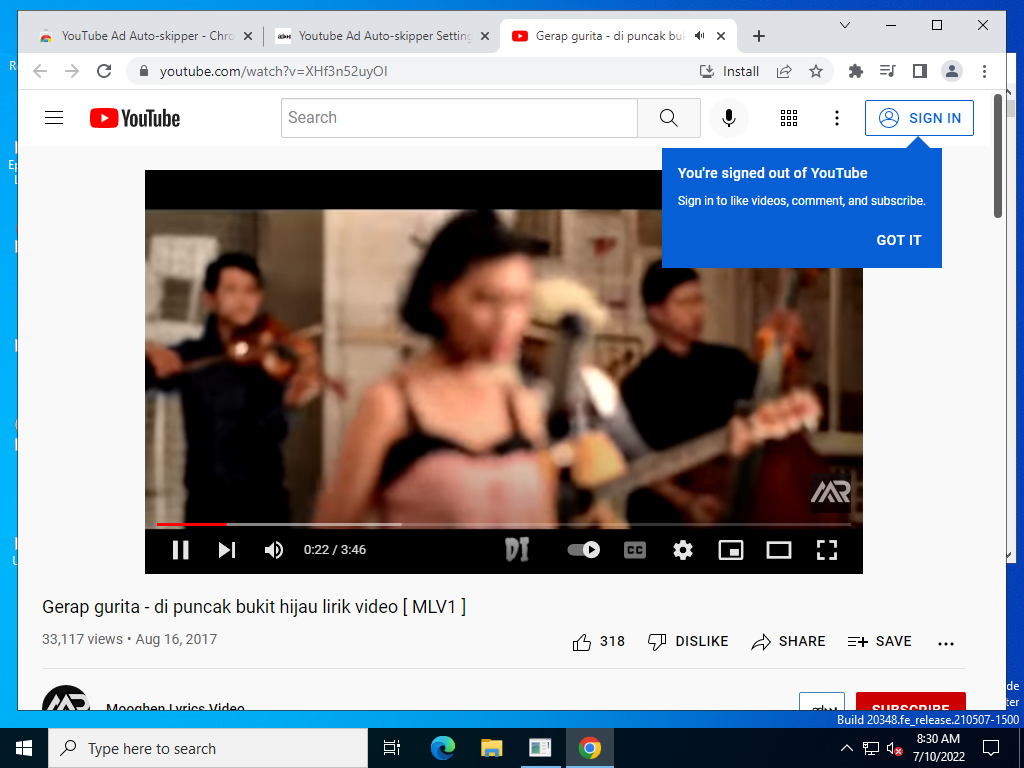 YouTube Ad Auto-skipper - Chro
Youtube Ad Auto-skipper Setting
Gerap gurita - di puncak bu
youtube.com/watch?v=XHf3n52uyOI
Install
YouTube
Search
SIGN IN
You're signed out of YouTube
Sign in to like videos, comment, and subscribe.
GOT IT
MR
0:22 / 3:46
DI
CC
Gerap gurita - di puncak bukit hijau lirik video [ MLV1 ]
33,117 views • Aug 16, 2017
318
DISLIKE
SHARE
SAVE
Mooghen Lyrics Video
SUBSCRIBE
Build 20348.fe_release.210507-1500
Type here to search
8:30 AM
7/10/2022